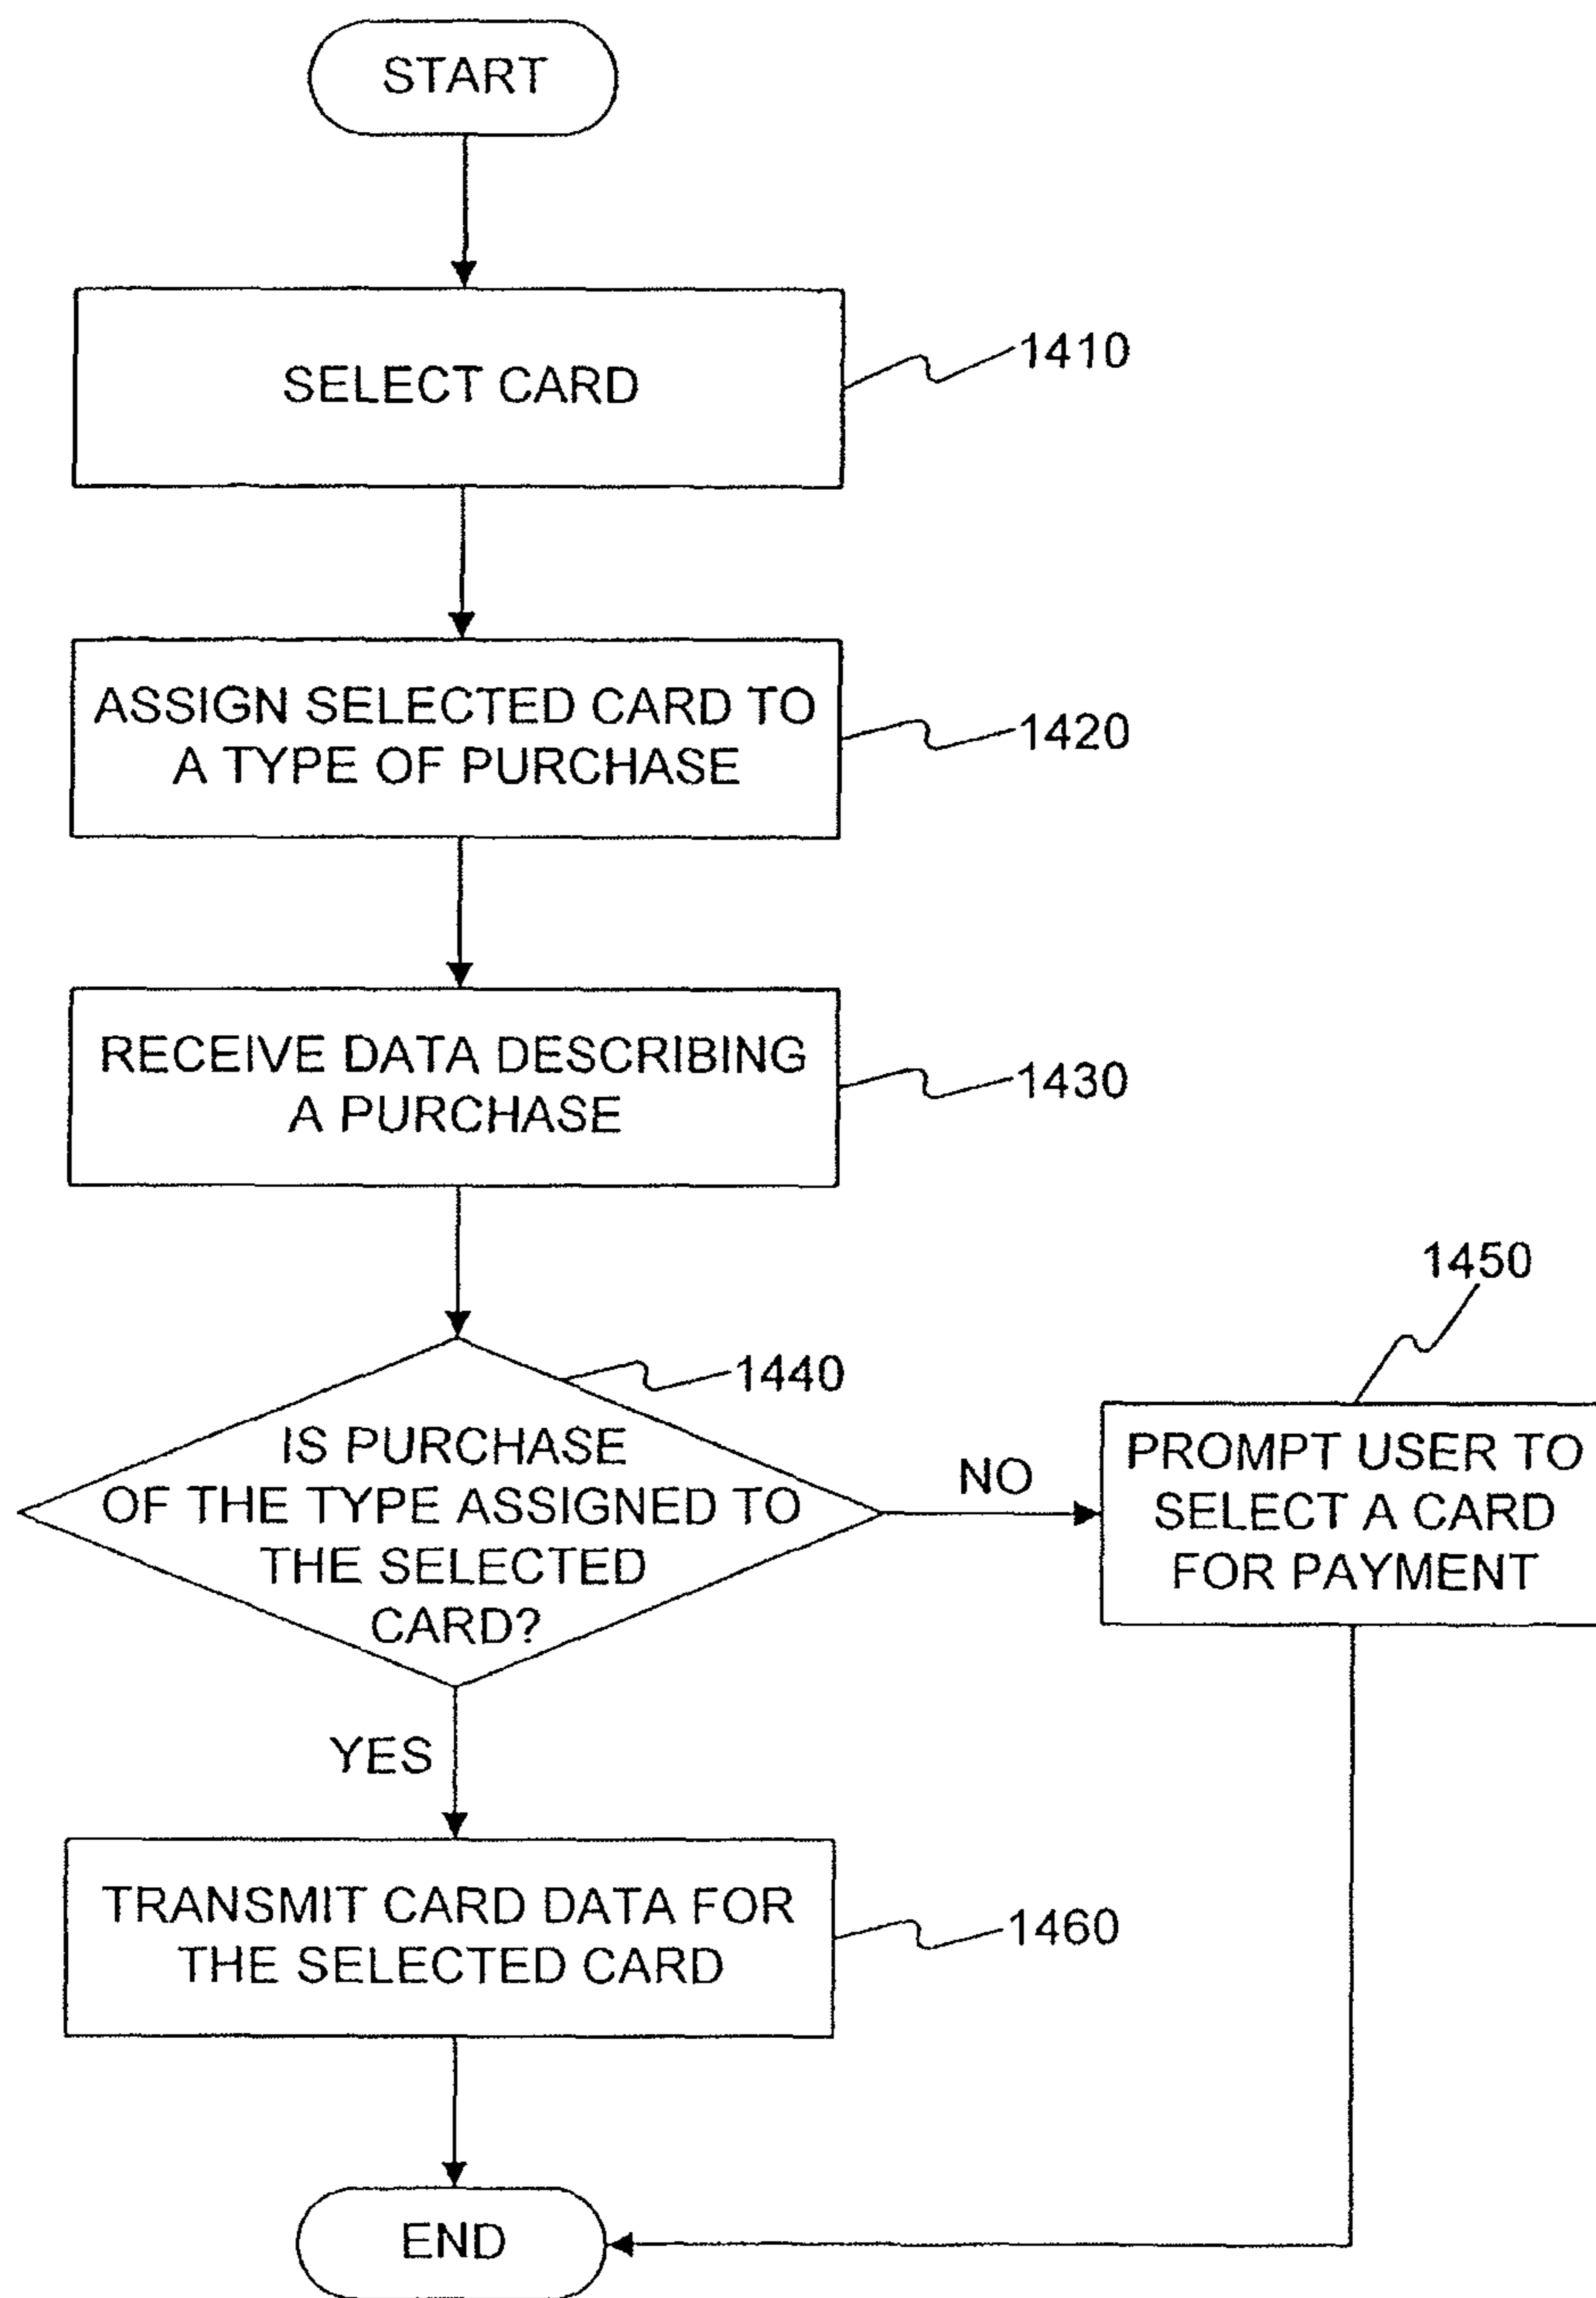 START
SELECT CARD
1410
ASSIGN SELECTED CARD TO
A TYPE OF PURCHASE
1420
RECEIVE DATA DESCRIBING
A PURCHASE
1430
1440
IS PURCHASE
OF THE TYPE ASSIGNED TO
THE SELECTED
CARD?
NO
1450
PROMPT USER TO
SELECT A CARD
FOR PAYMENT
YES
TRANSMIT CARD DATA FOR
THE SELECTED CARD
1460
END